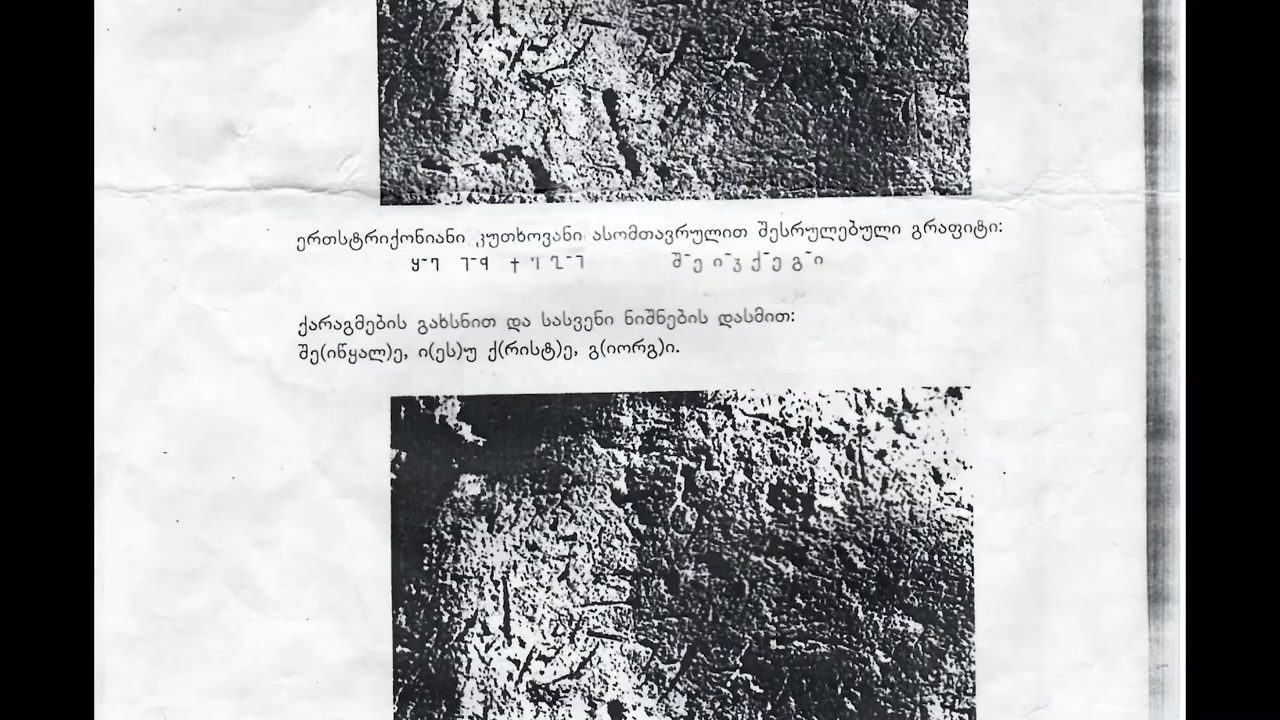 ერთსტრიქონიანი კუთხოვანი ასომთავრულით შესრულებული გრაფიტი:
შ˜ე ი˜ჳ ქ˜ე გ˜ი
ქარაგმების გახსნით და სასვენი ნიშნების დასმით:
შე(იწყალ)ე, ი(ეს)უ ქ(რისტ)ე, გ(იორგ)ი.